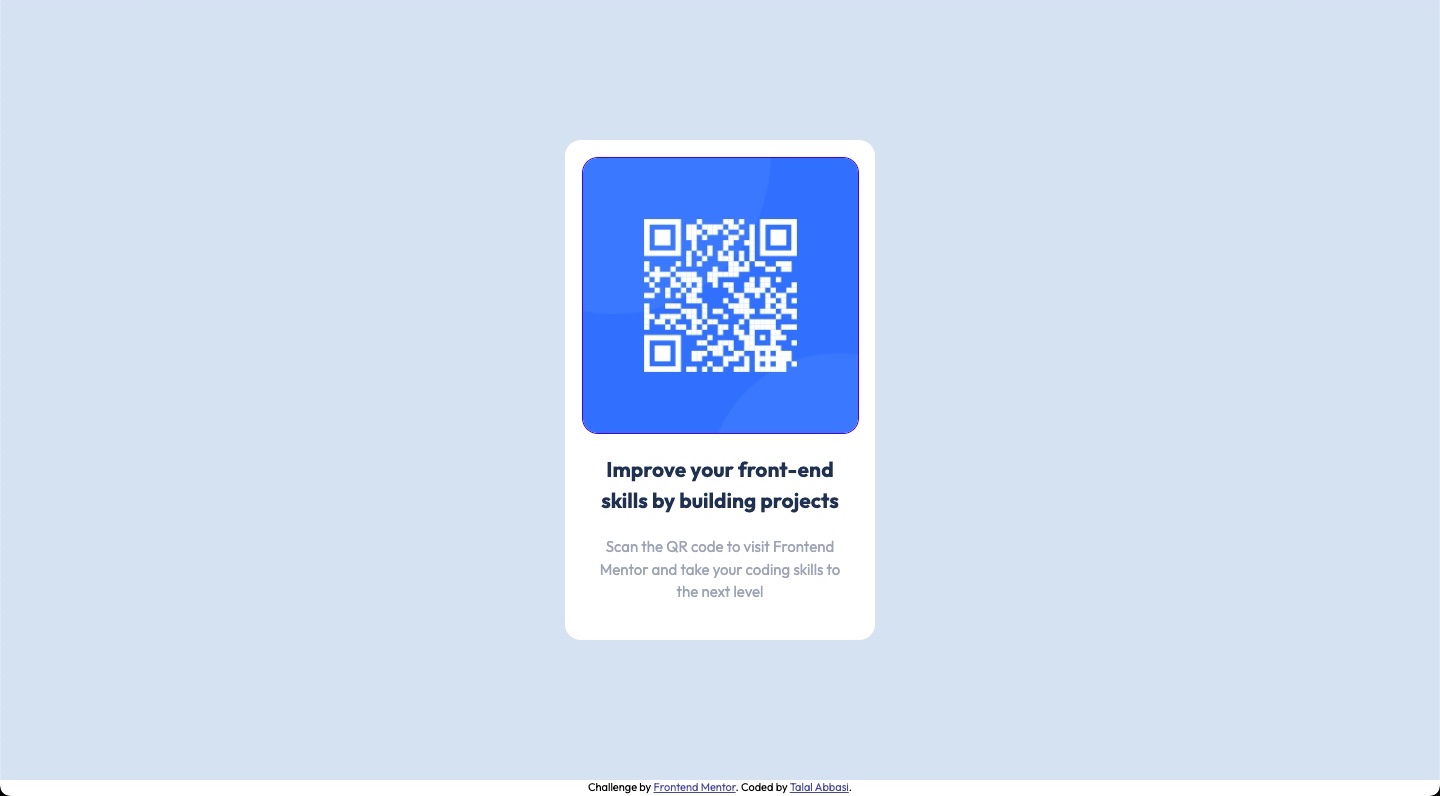 Improve your front-end
skills by building projects
Scan the QR code to visit Frontend
Mentor and take your coding skills to
the next level
Challenge by Frontend Mentor. Coded by Talal Abbasi.